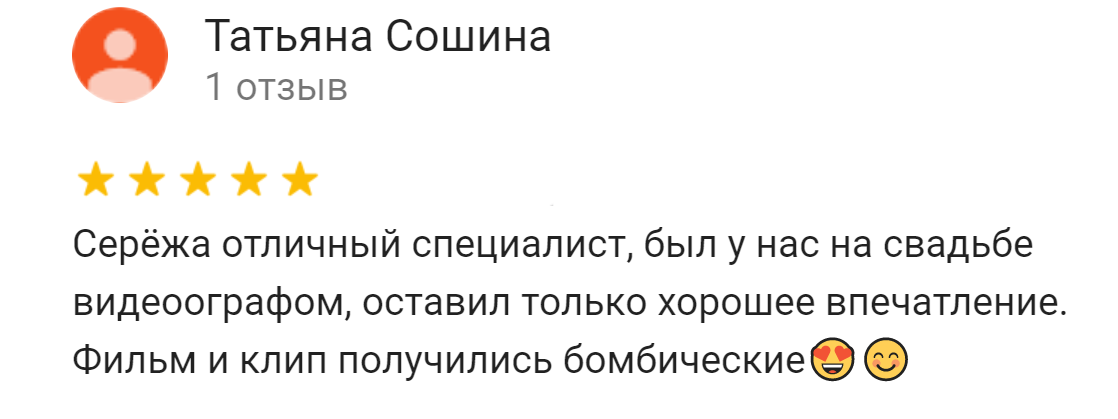 Татьяна Сошина
1 отзыв
Серёжа отличный специалист, был у нас на свадьбе
видеоографом, оставил только хорошее впечатление.
Фильм и клип получились бомбические😍😊